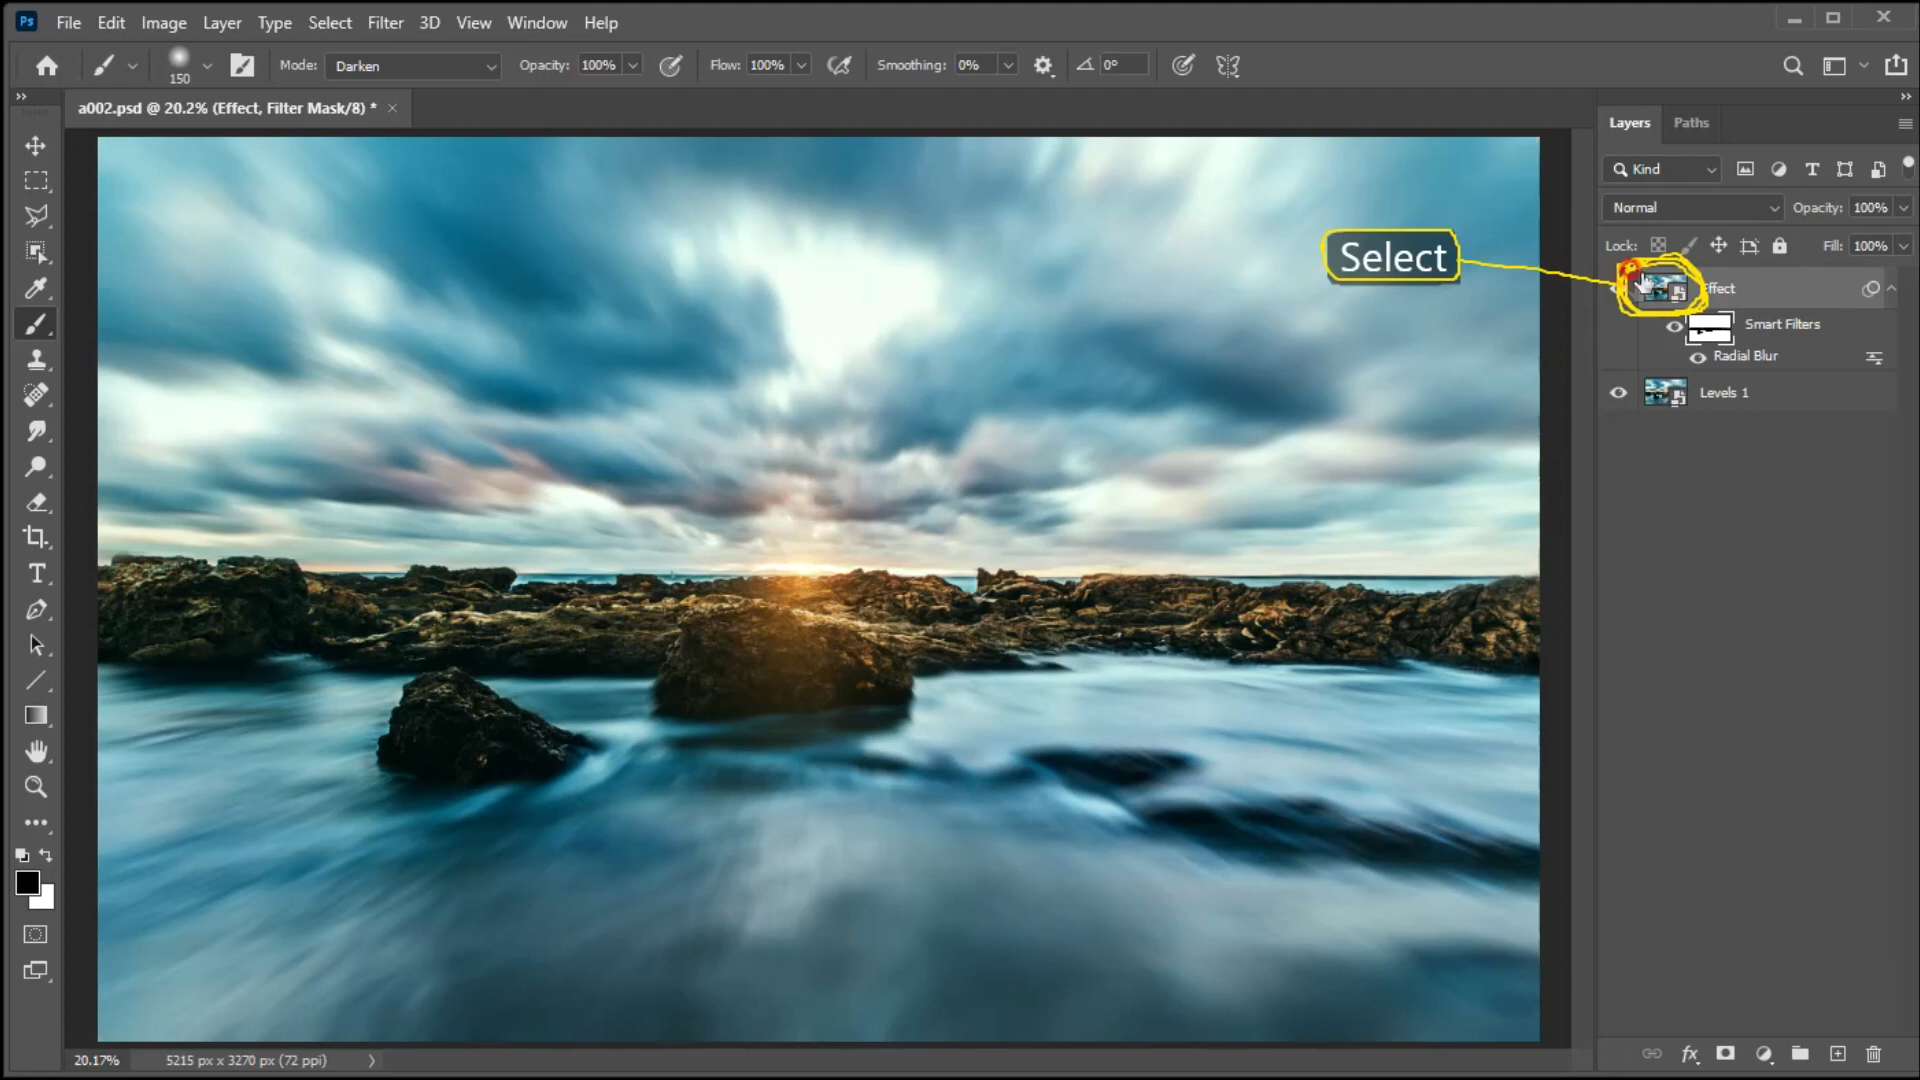 Ps File Edit Image Layer Type Select Filter 3D View Window Help
150 Mode: Darken Opacity: 100% Flow: 100% Smoothing: 0% 0°
a002.psd @ 20.2% (Effect, Filter Mask/8) *
Layers Paths
Kind
Normal Opacity: 100%
Lock: Fill: 100%
Select
ffect
Smart Filters
Radial Blur
Levels 1
20.17% 5215 px x 3270 px (72 ppi)
fx